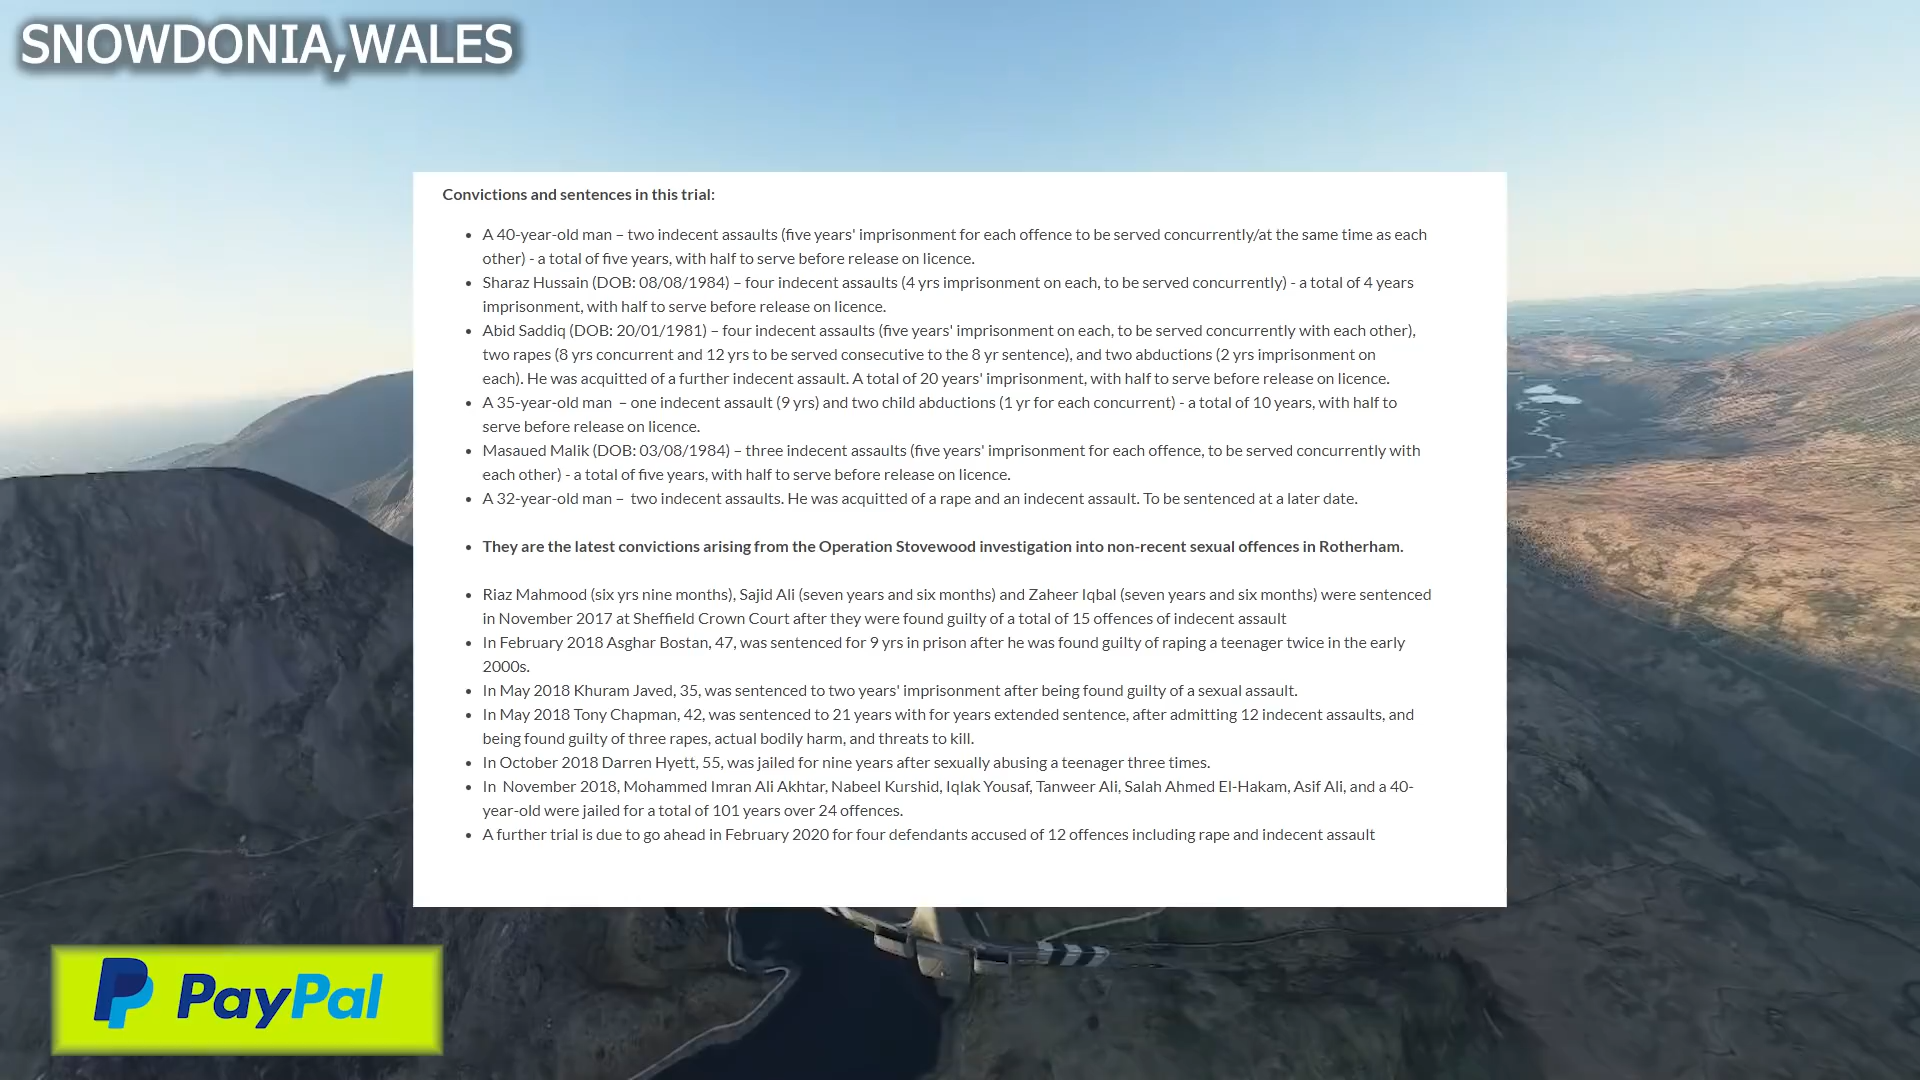 SNOWDONIA,WALES
Convictions and sentences in this trial:
• A 40-year-old man – two indecent assaults (five years' imprisonment for each offence to be served concurrently/at the same time as each
other) - a total of five years, with half to serve before release on licence.
• Sharaz Hussain (DOB: 08/08/1984) – four indecent assaults (4 yrs imprisonment on each, to be served concurrently) - a total of 4 years
imprisonment, with half to serve before release on licence.
• Abid Saddiq (DOB: 20/01/1981) – four indecent assaults (five years' imprisonment on each, to be served concurrently with each other),
two rapes (8 yrs concurrent and 12 yrs to be served consecutive to the 8 yr sentence), and two abductions (2 yrs imprisonment on
each). He was acquitted of a further indecent assault. A total of 20 years' imprisonment, with half to serve before release on licence.
• A 35-year-old man  – one indecent assault (9 yrs) and two child abductions (1 yr for each concurrent) - a total of 10 years, with half to
serve before release on licence.
• Masaued Malik (DOB: 03/08/1984) – three indecent assaults (five years' imprisonment for each offence, to be served concurrently with
each other) - a total of five years, with half to serve before release on licence.
• A 32-year-old man –  two indecent assaults. He was acquitted of a rape and an indecent assault. To be sentenced at a later date.
• They are the latest convictions arising from the Operation Stovewood investigation into non-recent sexual offences in Rotherham.
• Riaz Mahmood (six yrs nine months), Sajid Ali (seven years and six months) and Zaheer Iqbal (seven years and six months) were sentenced
in November 2017 at Sheffield Crown Court after they were found guilty of a total of 15 offences of indecent assault
• In February 2018 Asghar Bostan, 47, was sentenced for 9 yrs in prison after he was found guilty of raping a teenager twice in the early
2000s.
• In May 2018 Khuram Javed, 35, was sentenced to two years' imprisonment after being found guilty of a sexual assault.
• In May 2018 Tony Chapman, 42, was sentenced to 21 years with for years extended sentence, after admitting 12 indecent assaults, and
being found guilty of three rapes, actual bodily harm, and threats to kill.
• In October 2018 Darren Hyett, 55, was jailed for nine years after sexually abusing a teenager three times.
• In  November 2018, Mohammed Imran Ali Akhtar, Nabeel Kurshid, Iqlak Yousaf, Tanweer Ali, Salah Ahmed El-Hakam, Asif Ali, and a 40-
year-old were jailed for a total of 101 years over 24 offences.
• A further trial is due to go ahead in February 2020 for four defendants accused of 12 offences including rape and indecent assault
PayPal